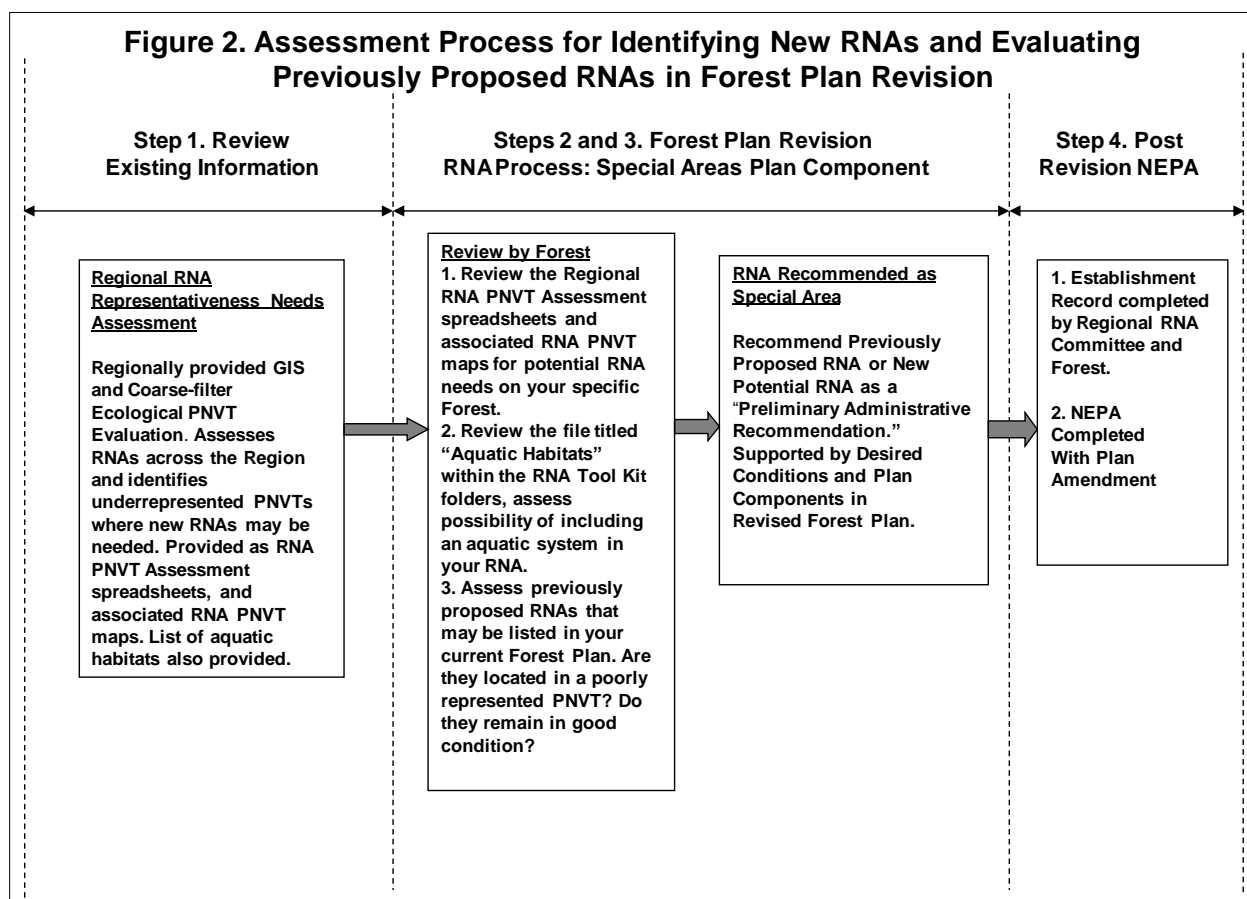 Figure 2. Assessment Process for Identifying New RNAs and Evaluating
Previously Proposed RNAs in Forest Plan Revision
Step 1. Review
Existing Information
Steps 2 and 3. Forest Plan Revision
RNA Process: Special Areas Plan Component
Step 4. Post
Revision NEPA
Regional RNA
Representativeness Needs
Assessment
Regionally provided GIS
and Coarse-filter
Ecological PNVT
Evaluation. Assesses
RNAs across the Region
and identifies
underrepresented PNVTs
where new RNAs may be
needed. Provided as RNA
PNVT Assessment
spreadsheets, and
associated RNA PNVT
maps. List of aquatic
habitats also provided.
Review by Forest
1. Review the Regional
RNA PNVT Assessment
spreadsheets and
associated RNA PNVT
maps for potential RNA
needs on your specific
Forest.
2. Review the file titled
“Aquatic Habitats”
within the RNA Tool Kit
folders, assess
possibility of including
an aquatic system in
your RNA.
3. Assess previously
proposed RNAs that
may be listed in your
current Forest Plan. Are
they located in a poorly
represented PNVT? Do
they remain in good
condition?
RNA Recommended as
Special Area
Recommend Previously
Proposed RNA or New
Potential RNA as a
“Preliminary Administrative
Recommendation.”
Supported by Desired
Conditions and Plan
Components in
Revised Forest Plan.
1. Establishment
Record completed
by Regional RNA
Committee and
Forest.
2. NEPA
Completed
With Plan
Amendment